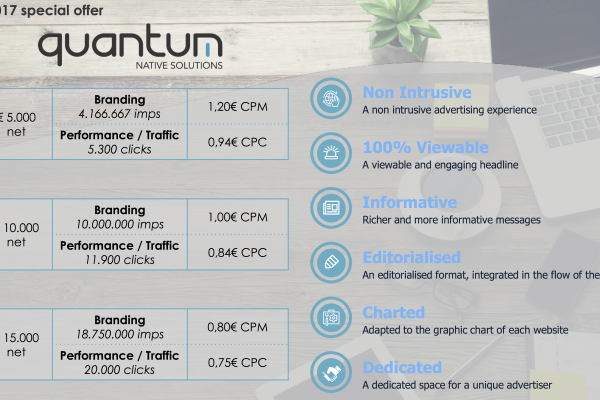 017 special offer
quantum
NATIVE SOLUTIONS
€ 5.000
net
Branding
4.166.667 imps
1,20€ CPM
Performance / Traffic
5.300 clicks
0,94€ CPC
10.000
net
Branding
10.000.000 imps
1,00€ CPM
Performance / Traffic
11.900 clicks
0,84€ CPC
15.000
net
Branding
18.750.000 imps
0,80€ CPM
Performance / Traffic
20.000 clicks
0,75€ CPC
Non Intrusive
A non intrusive advertising experience
100% Viewable
A viewable and engaging headline
Informative
Richer and more informative messages
Editorialised
An editorialised format, integrated in the flow of the
Charted
Adapted to the graphic chart of each website
Dedicated
A dedicated space for a unique advertiser